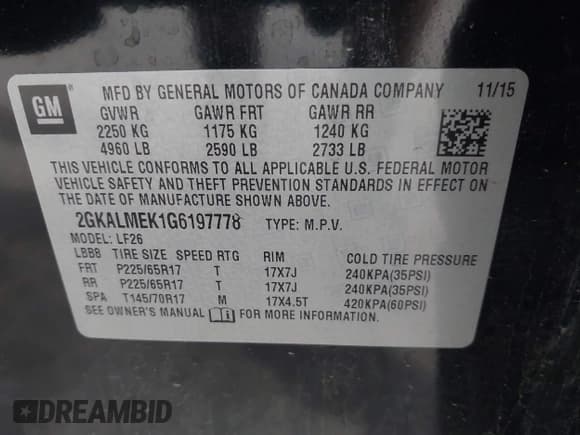 GM
MFD BY GENERAL MOTORS OF CANADA COMPANY 11/15
GVWR GAWR FRT GAWR RR
2250 KG 1175 KG 1240 KG
4960 LB 2590 LB 2733 LB
THIS VEHICLE CONFORMS TO ALL APPLICABLE U.S. FEDERAL MOTOR
VEHICLE SAFETY AND THEFT PREVENTION STANDARDS IN EFFECT ON
THE DATE OF MANUFACTURE SHOWN ABOVE.
2GKALMEK1G6197778 TYPE: M.P.V.
MODEL: LF26
LBB8 TIRE SIZE SPEED RTG RIM COLD TIRE PRESSURE
FRT P225/65R17 T 17X7J 240KPA(35PSI)
RR P225/65R17 T 17X7J 240KPA(35PSI)
SPA T145/70R17 M 17X4.5T 420KPA(60PSI)
SEE OWNER'S MANUAL FOR MORE INFORMATION.
DREAMBID